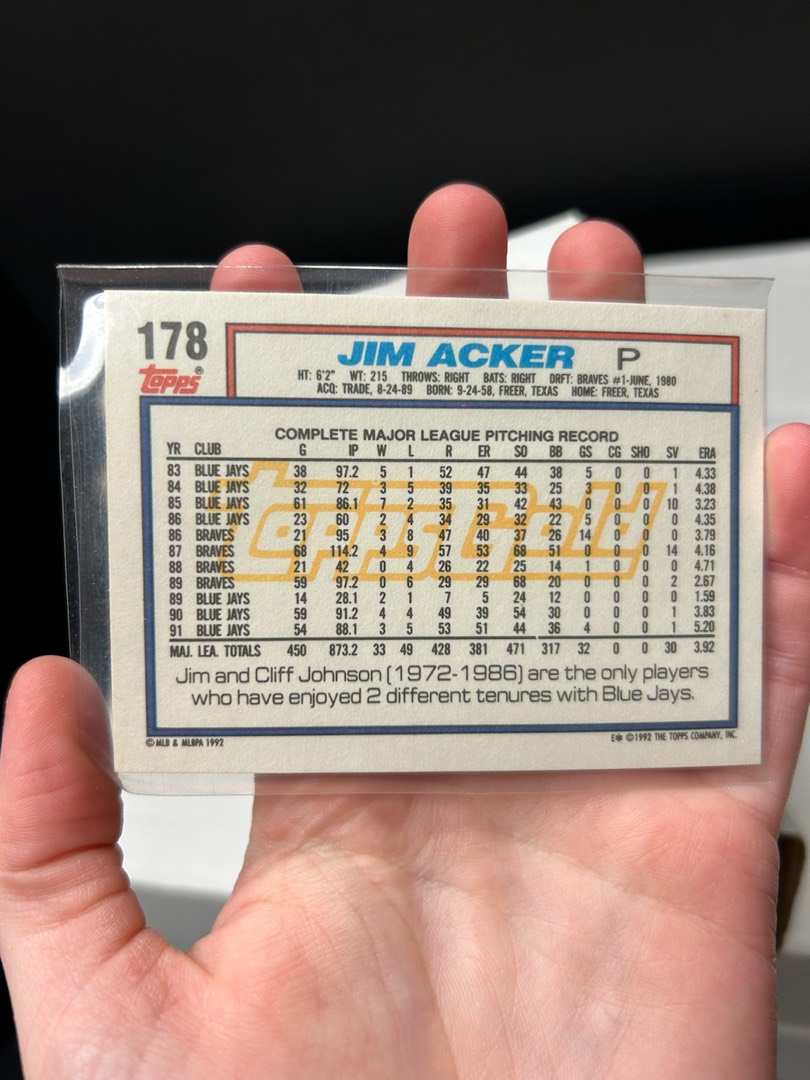 178
topps®
JIM ACKER P
HT: 6'2" WT: 215 THROWS: RIGHT BATS: RIGHT DRFT: BRAVES #1-JUNE, 1980
ACQ: TRADE, 8-24-89 BORN: 9-24-58, FREER, TEXAS HOME: FREER, TEXAS
COMPLETE MAJOR LEAGUE PITCHING RECORD
YR CLUB G IP W L R ER SO BB GS CG SHO SV ERA
83 BLUE JAYS 38 97.2 5 1 52 47 44 38 5 0 0 1 4.33
84 BLUE JAYS 32 72 3 5 39 35 33 25 3 0 0 1 4.38
85 BLUE JAYS 61 86.1 7 2 35 31 42 43 0 0 0 10 3.23
86 BLUE JAYS 23 60 2 4 34 29 32 22 5 0 0 0 4.35
86 BRAVES 21 95 3 8 47 40 37 26 14 0 0 0 3.79
87 BRAVES 68 114.2 4 9 57 53 68 51 0 0 0 14 4.16
88 BRAVES 21 42 0 4 26 22 25 14 1 0 0 0 4.71
89 BRAVES 59 97.2 0 6 29 29 68 20 0 0 0 2 2.67
89 BLUE JAYS 14 28.1 2 1 7 5 24 12 0 0 0 0 1.59
90 BLUE JAYS 59 91.2 4 4 49 39 54 30 0 0 0 1 3.83
91 BLUE JAYS 54 88.1 3 5 53 51 44 36 4 0 0 1 5.20
MAJ. LEA. TOTALS 450 873.2 33 49 428 381 471 317 32 0 0 30 3.92
ToppsGold
Jim and Cliff Johnson (1972-1986) are the only players
who have enjoyed 2 different tenures with Blue Jays.
© MLB & MLBPA 1992 E✻ ©1992 THE TOPPS COMPANY, INC.